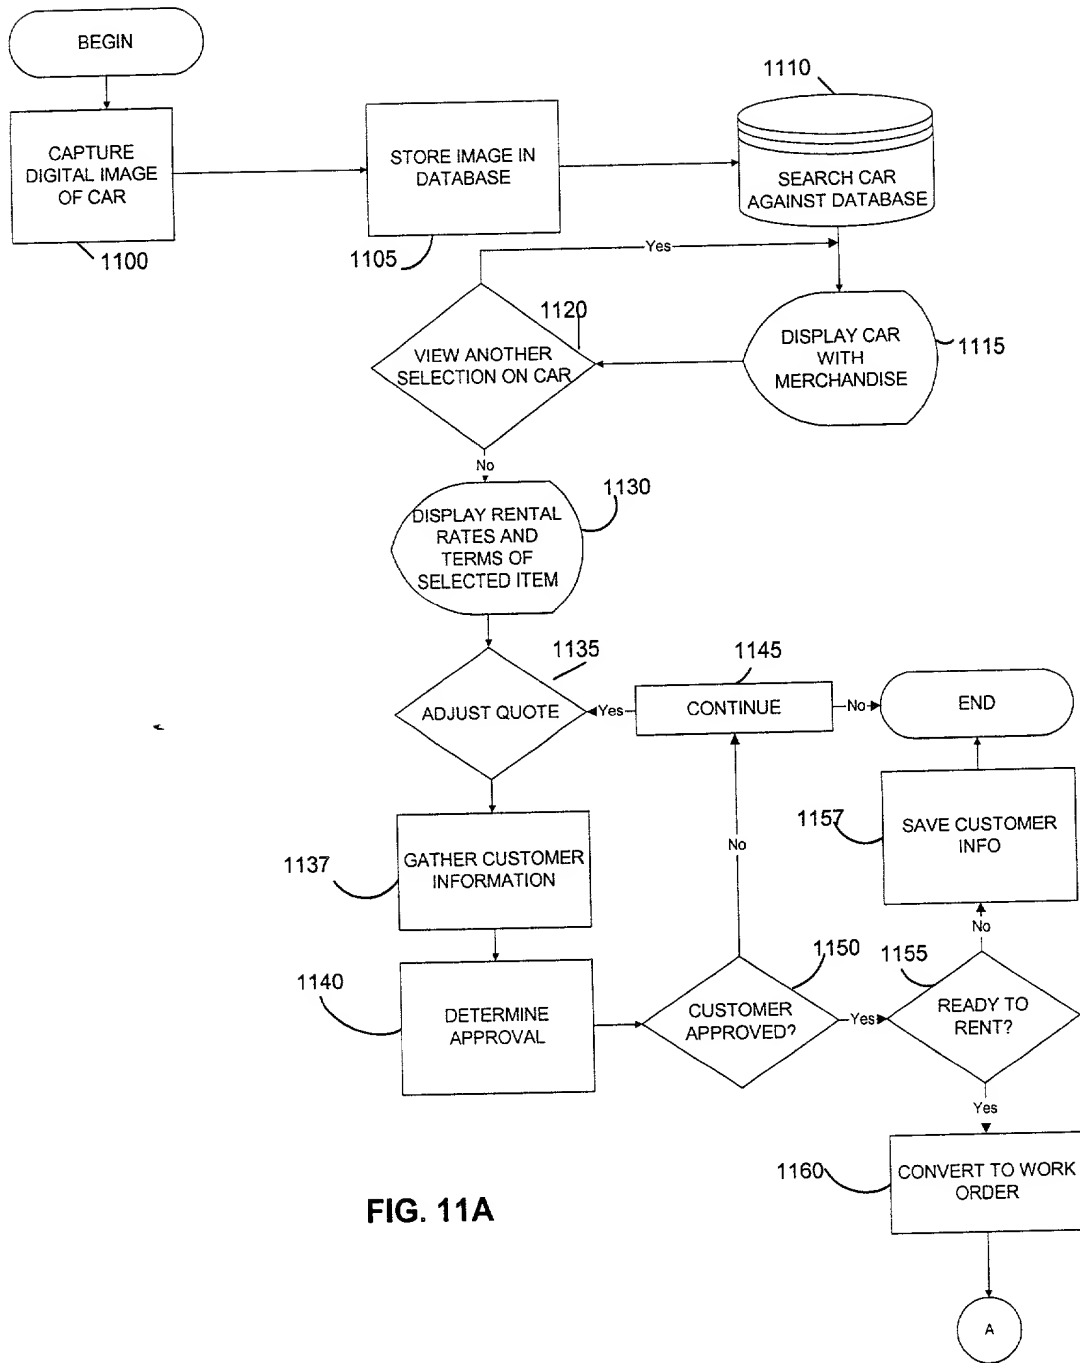 BEGIN
CAPTURE
DIGITAL IMAGE
OF CAR
1100
STORE IMAGE IN
DATABASE
1105
1110
SEARCH CAR
AGAINST DATABASE
Yes
1120
VIEW ANOTHER
SELECTION ON CAR
DISPLAY CAR
WITH
MERCHANDISE
1115
No
DISPLAY RENTAL
RATES AND
TERMS OF
SELECTED ITEM
1130
1135
ADJUST QUOTE
Yes
1145
CONTINUE
No
END
1137
GATHER CUSTOMER
INFORMATION
No
1157
SAVE CUSTOMER
INFO
No
1140
DETERMINE
APPROVAL
1150
CUSTOMER
APPROVED?
Yes
1155
READY TO
RENT?
Yes
1160
CONVERT TO WORK
ORDER
A
FIG. 11A